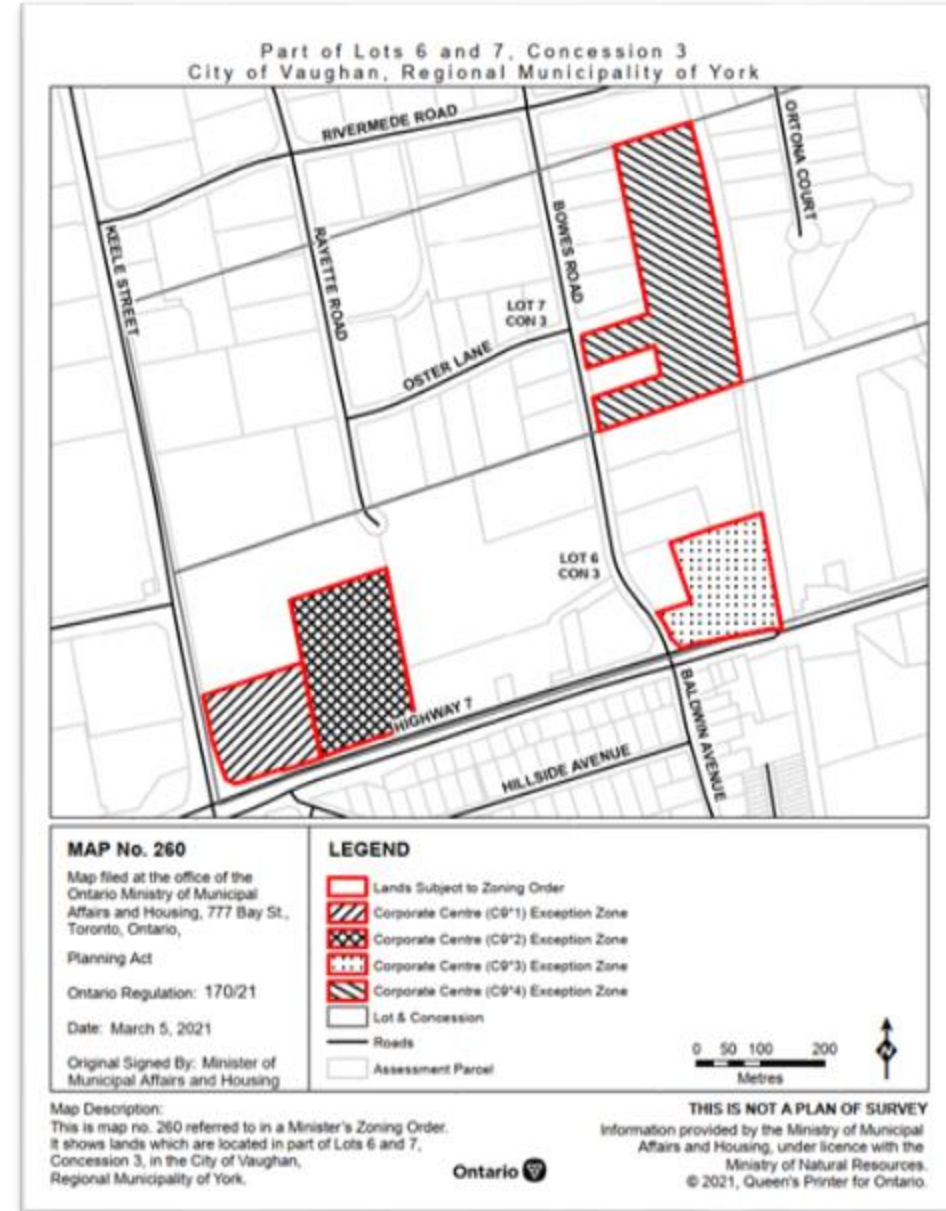 Part of Lots 6 and 7, Concession 3
City of Vaughan, Regional Municipality of York
RIVERMEDE ROAD
ORTONA COURT
KEELE STREET
RAYETTE ROAD
BOWES ROAD
LOT 7
CON 3
OSTER LANE
LOT 6
CON 3
HIGHWAY 7
BALDWIN AVENUE
HILLSIDE AVENUE
MAP No. 260
Map filed at the office of the
Ontario Ministry of Municipal
Affairs and Housing, 777 Bay St.,
Toronto, Ontario,
Planning Act
Ontario Regulation: 170/21
Date: March 5, 2021
Original Signed By: Minister of
Municipal Affairs and Housing
LEGEND
Lands Subject to Zoning Order
Corporate Centre (C9*1) Exception Zone
Corporate Centre (C9*2) Exception Zone
Corporate Centre (C9*3) Exception Zone
Corporate Centre (C9*4) Exception Zone
Lot & Concession
Roads
Assessment Parcel
0 50 100 200
Metres
N
Map Description:
This is map no. 260 referred to in a Minister's Zoning Order.
It shows lands which are located in part of Lots 6 and 7,
Concession 3, in the City of Vaughan,
Regional Municipality of York.
Ontario
THIS IS NOT A PLAN OF SURVEY
Information provided by the Ministry of Municipal
Affairs and Housing, under licence with the
Ministry of Natural Resources.
© 2021, Queen's Printer for Ontario.